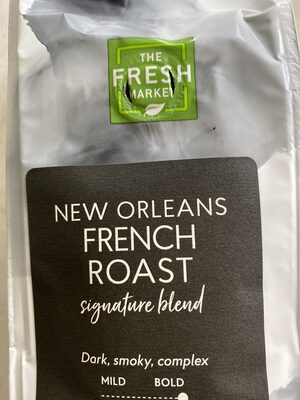 THE
FRESH
MARKET
NEW ORLEANS
FRENCH
ROAST
signature blend
Dark, smoky, complex
MILD BOLD